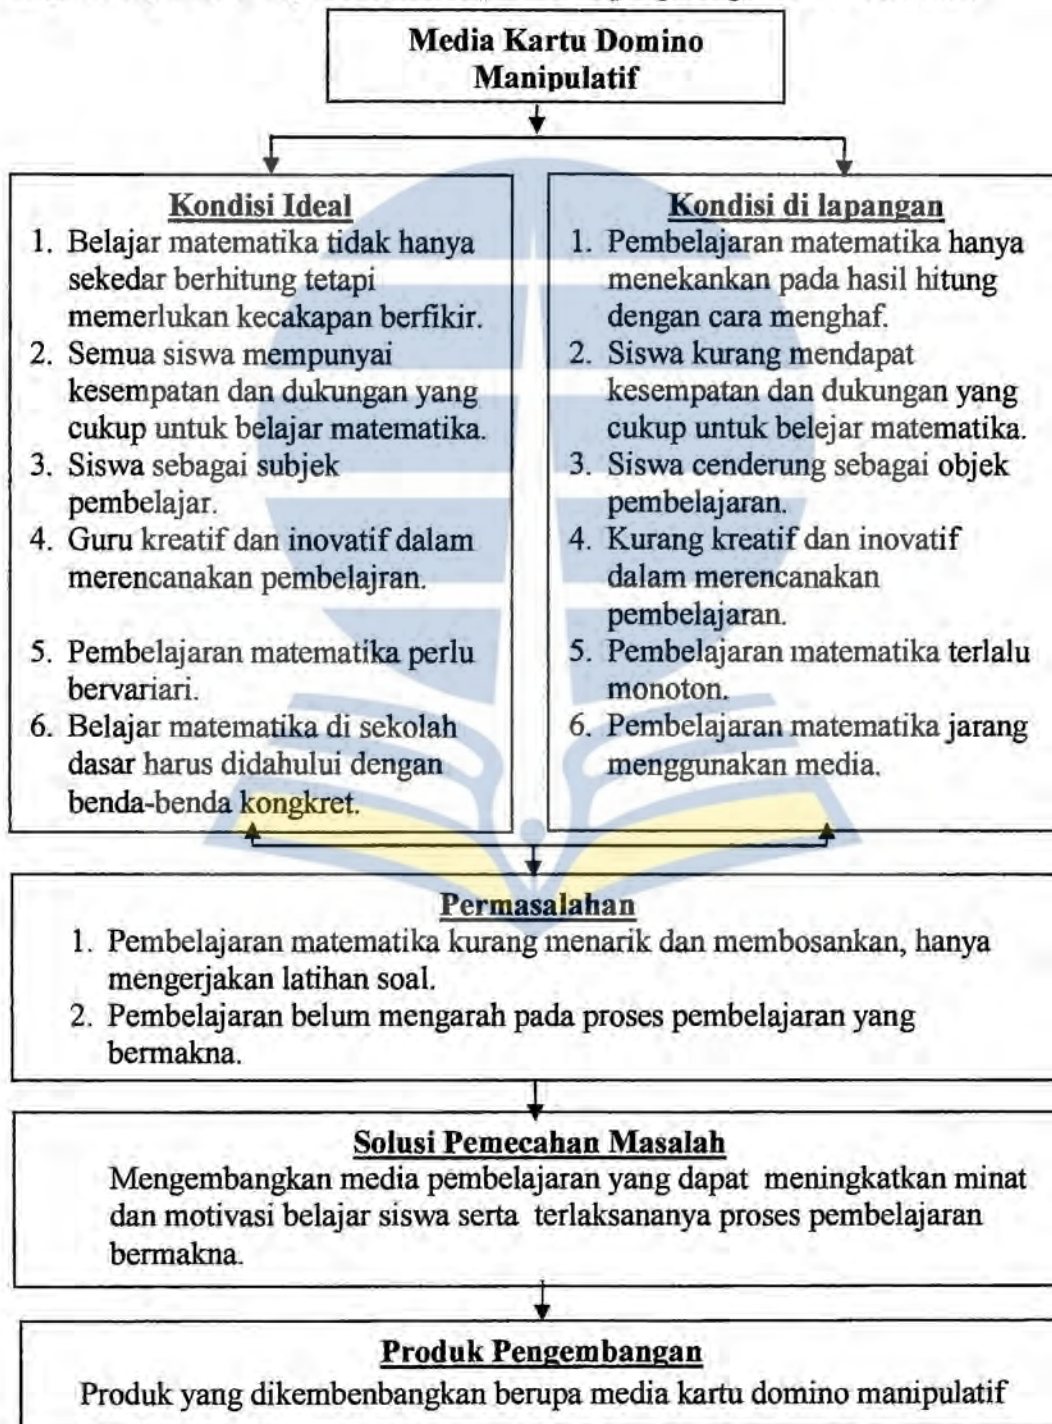 Media Kartu Domino
Manipulatif
Kondisi Ideal
1. Belajar matematika tidak hanya
sekedar berhitung tetapi
memerlukan kecakapan berfikir.
2. Semua siswa mempunyai
kesempatan dan dukungan yang
cukup untuk belajar matematika.
3. Siswa sebagai subjek
pembelajar.
4. Guru kreatif dan inovatif dalam
merencanakan pembelajran.
5. Pembelajaran matematika perlu
bervariari.
6. Belajar matematika di sekolah
dasar harus didahului dengan
benda-benda kongkret.
Kondisi di lapangan
1. Pembelajaran matematika hanya
menekankan pada hasil hitung
dengan cara menghaf.
2. Siswa kurang mendapat
kesempatan dan dukungan yang
cukup untuk belejar matematika.
3. Siswa cenderung sebagai objek
pembelajaran.
4. Kurang kreatif dan inovatif
dalam merencanakan
pembelajaran.
5. Pembelajaran matematika terlalu
monoton.
6. Pembelajaran matematika jarang
menggunakan media.
Permasalahan
1. Pembelajaran matematika kurang menarik dan membosankan, hanya
mengerjakan latihan soal.
2. Pembelajaran belum mengarah pada proses pembelajaran yang
bermakna.
Solusi Pemecahan Masalah
Mengembangkan media pembelajaran yang dapat meningkatkan minat
dan motivasi belajar siswa serta terlaksananya proses pembelajaran
bermakna.
Produk Pengembangan
Produk yang dikembenbangkan berupa media kartu domino manipulatif